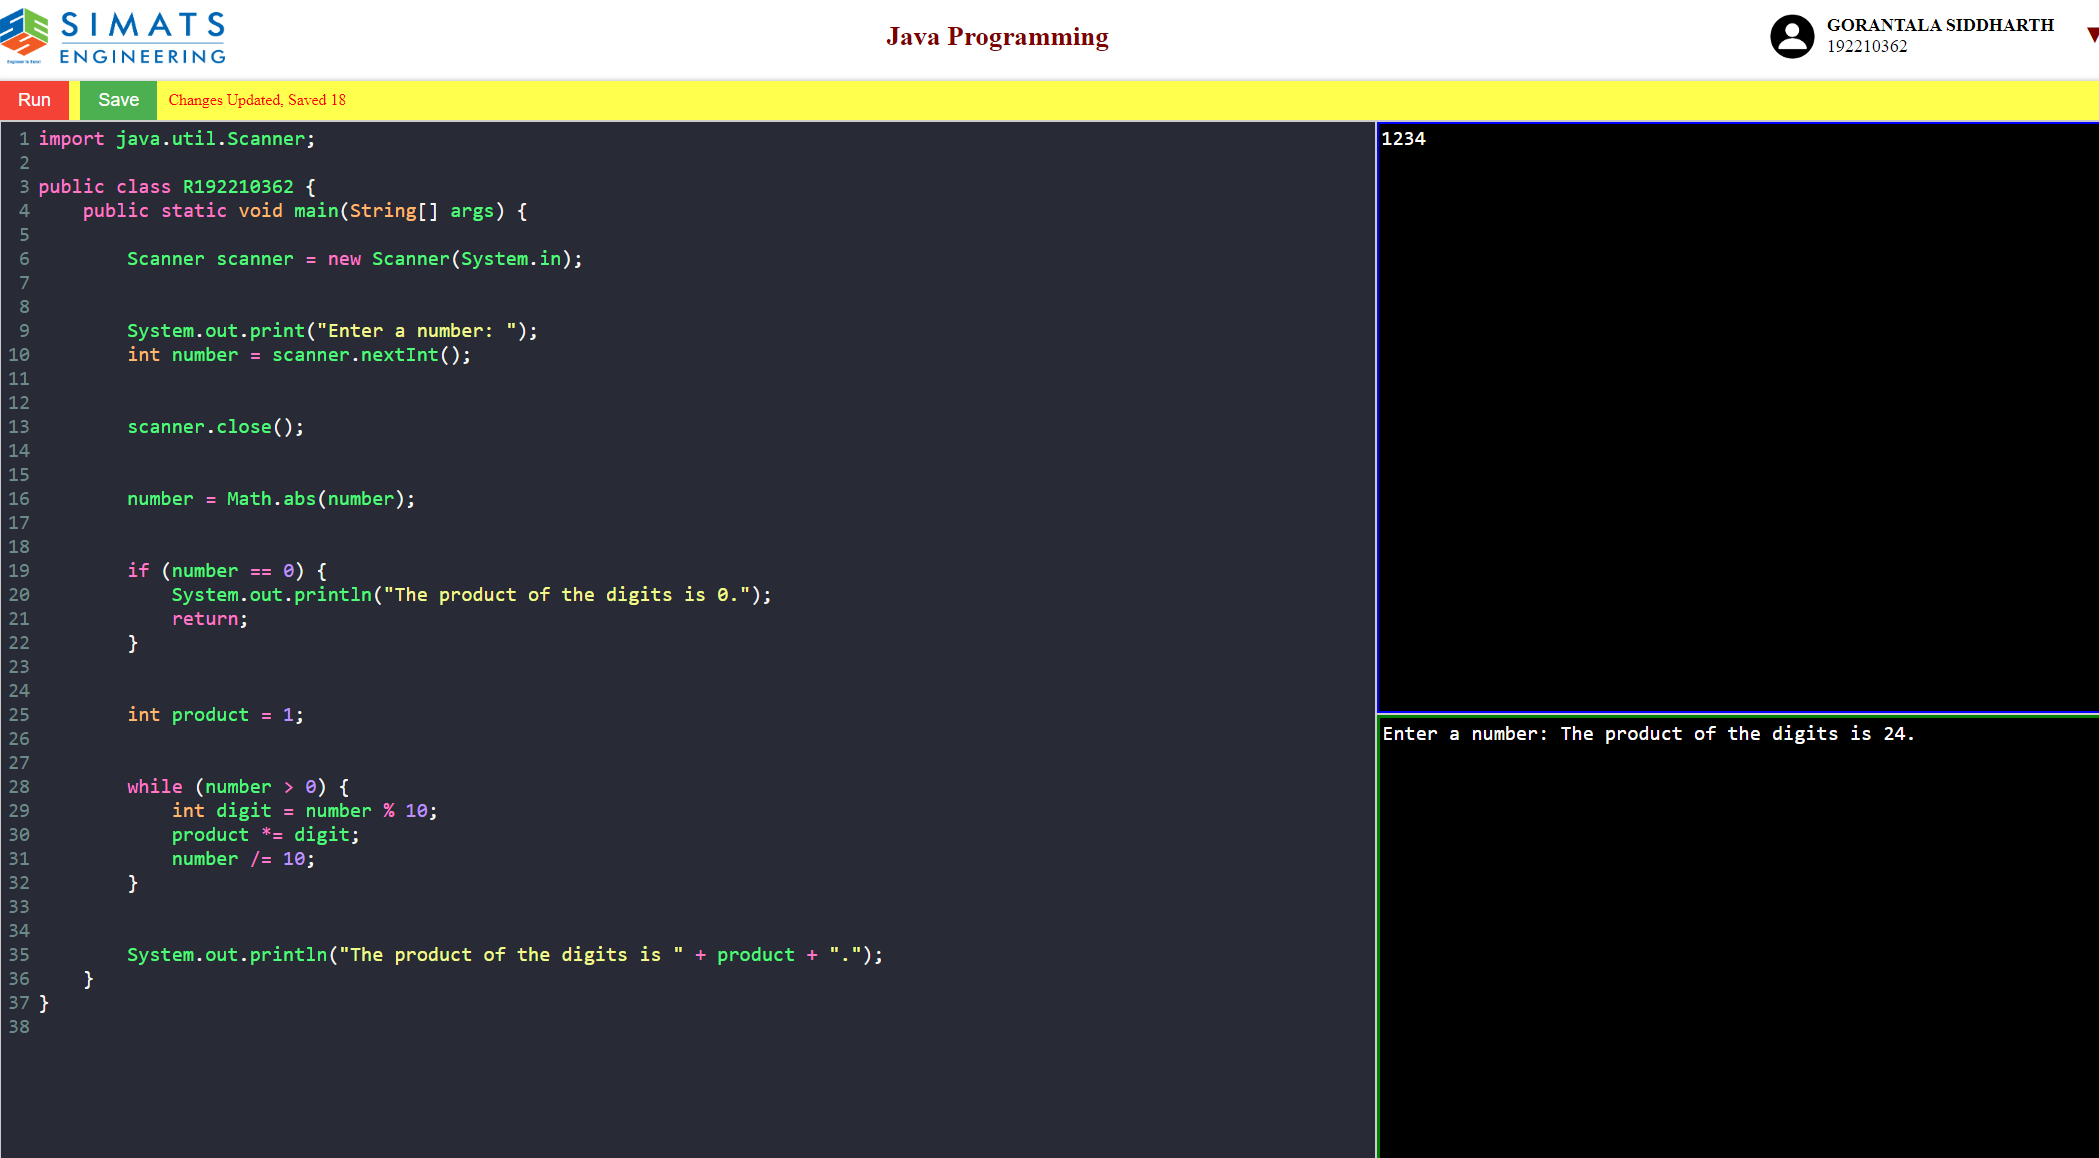 SIMATS
ENGINEERING
Engineer to Excel
Java Programming
GORANTALA SIDDHARTH
192210362
Run Save Changes Updated, Saved 18
1 import java.util.Scanner;
2
3 public class R192210362 {
4     public static void main(String[] args) {
5
6         Scanner scanner = new Scanner(System.in);
7
8
9         System.out.print("Enter a number: ");
10         int number = scanner.nextInt();
11
12
13         scanner.close();
14
15
16         number = Math.abs(number);
17
18
19         if (number == 0) {
20             System.out.println("The product of the digits is 0.");
21             return;
22         }
23
24
25         int product = 1;
26
27
28         while (number > 0) {
29             int digit = number % 10;
30             product *= digit;
31             number /= 10;
32         }
33
34
35         System.out.println("The product of the digits is " + product + ".");
36     }
37 }
38
1234
Enter a number: The product of the digits is 24.